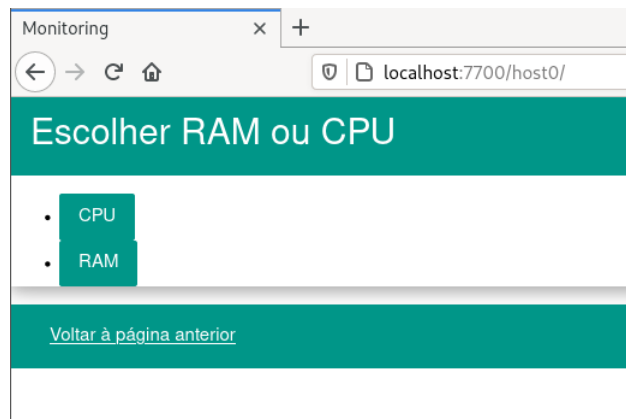 Monitoring
localhost:7700/host0/
Escolher RAM ou CPU
CPU
RAM
Voltar à página anterior